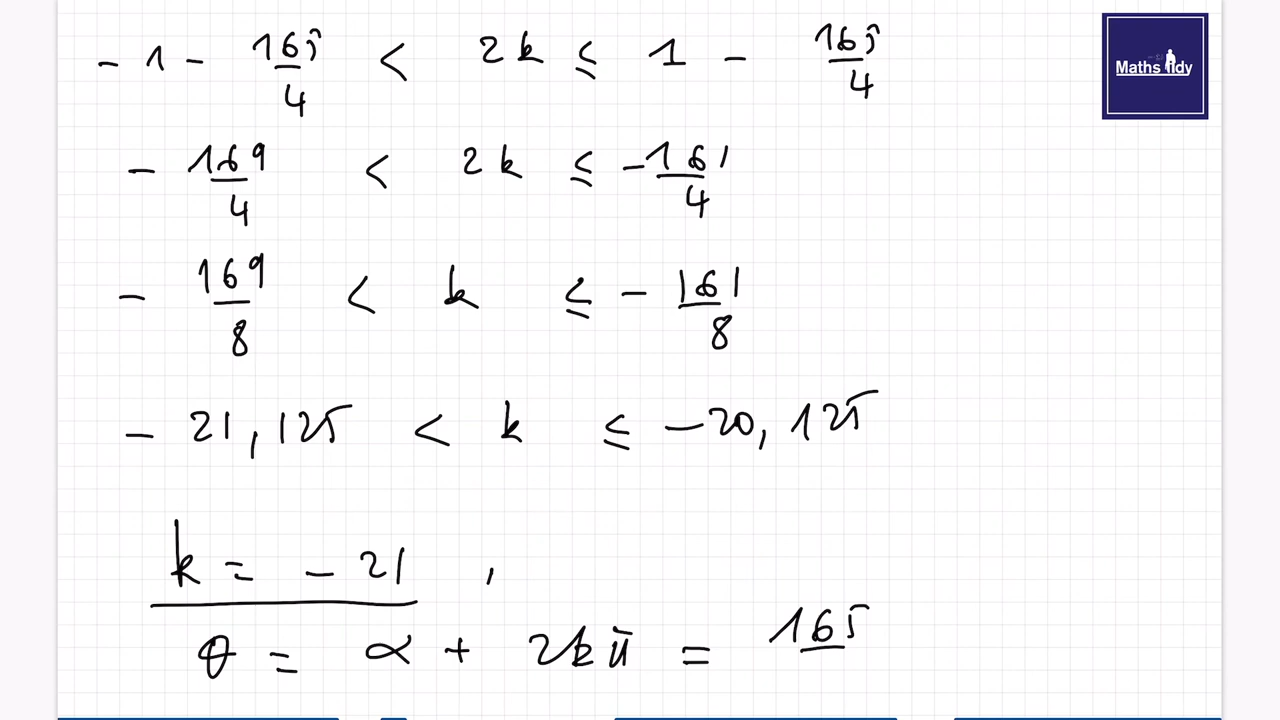 - 1 - 165/4 < 2k ≤ 1 - 165/4
Maths Tidy
- 169/4 < 2k ≤ - 161/4
- 169/8 < k ≤ - 161/8
- 21,125 < k ≤ - 20,125
k = - 21 ,
θ = α + 2kπ = 165